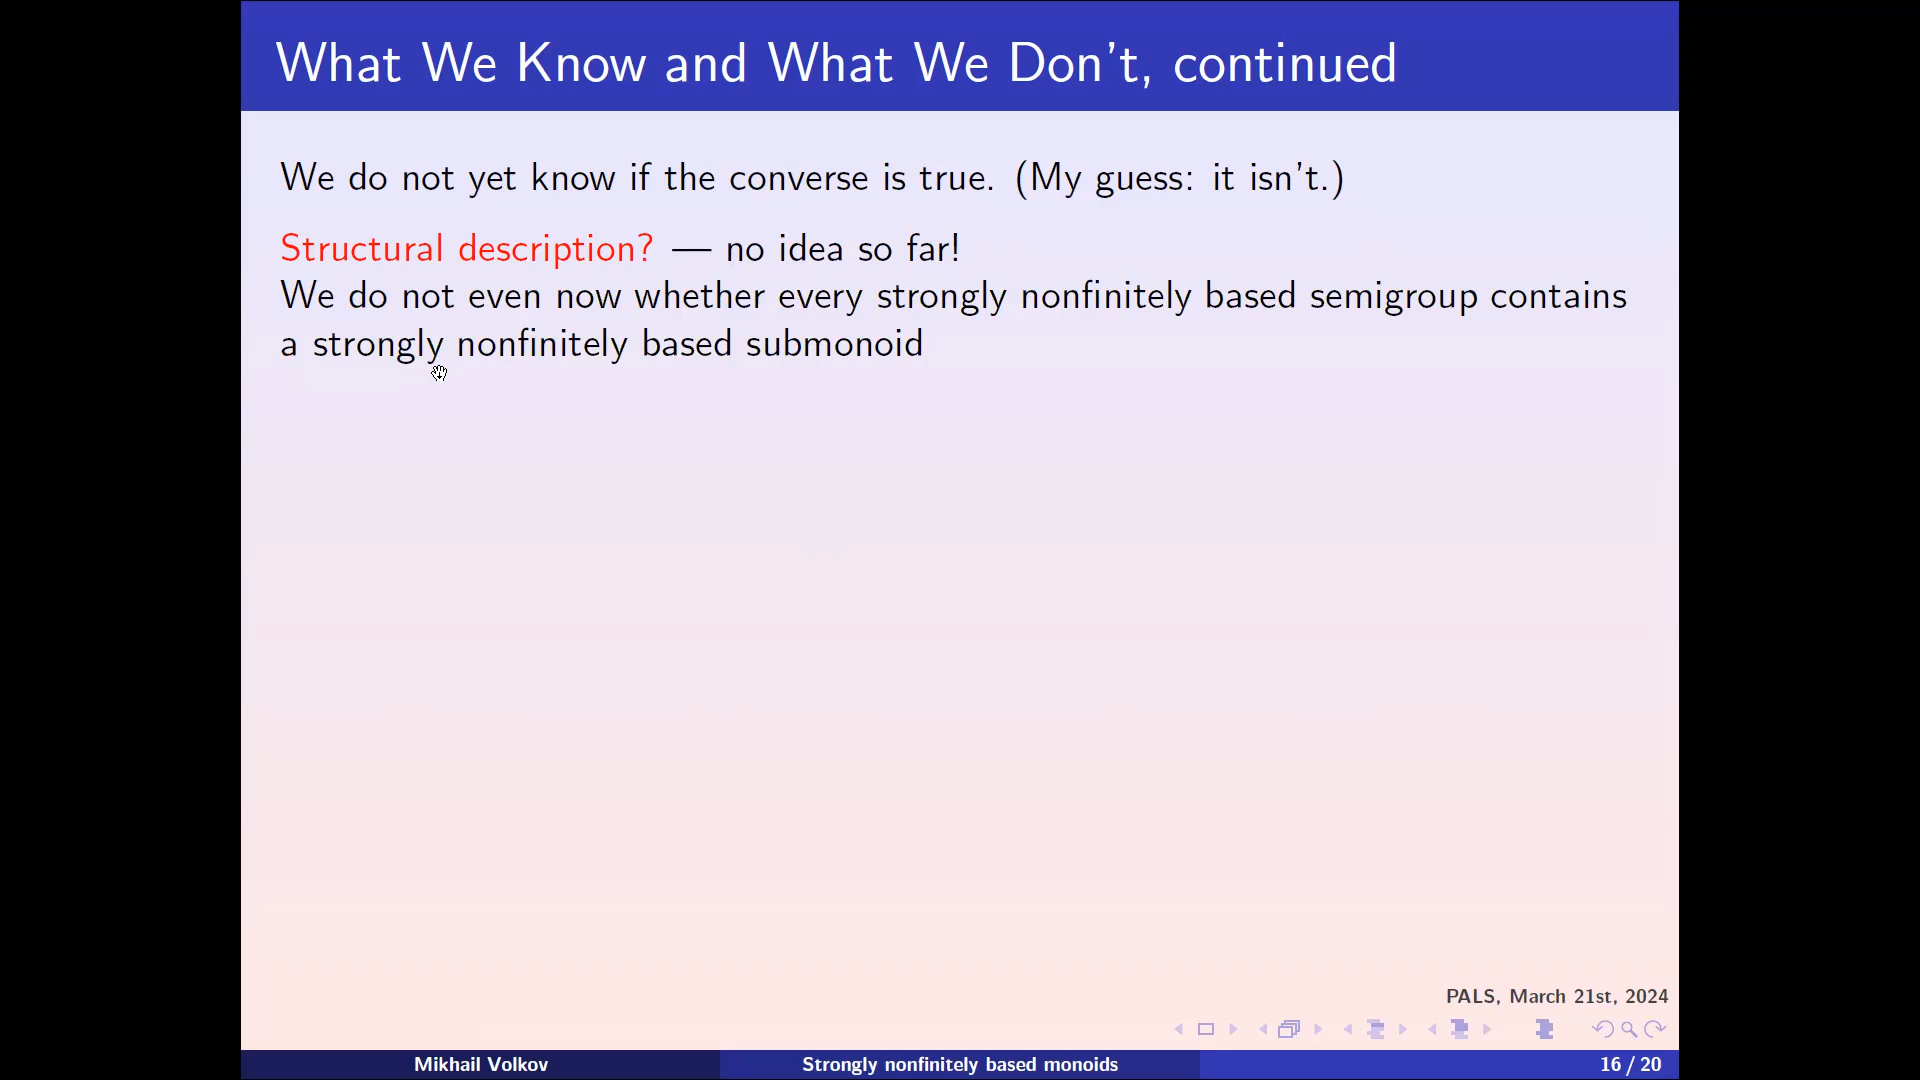 What We Know and What We Don't, continued
We do not yet know if the converse is true. (My guess: it isn't.)
Structural description? — no idea so far!
We do not even now whether every strongly nonfinitely based semigroup contains
a strongly nonfinitely based submonoid
PALS, March 21st, 2024
Mikhail Volkov
Strongly nonfinitely based monoids
16 / 20